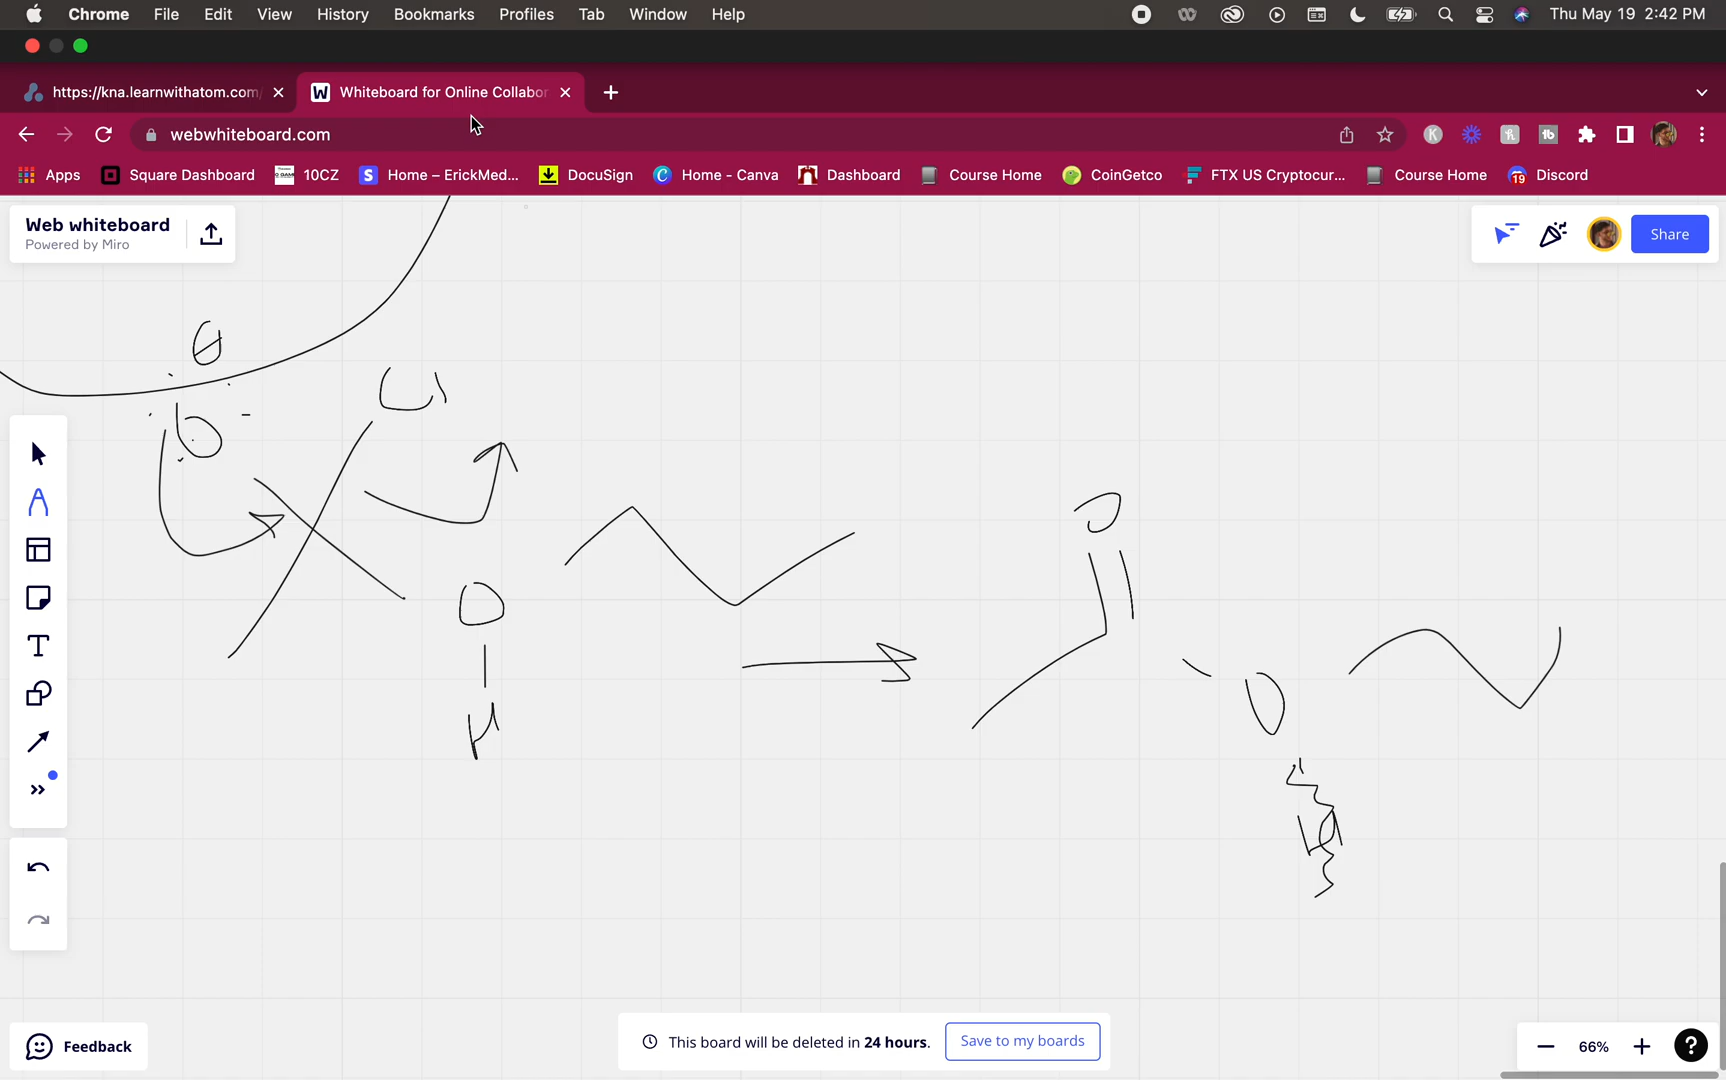 Chrome File Edit View History Bookmarks Profiles Tab Window Help Thu May 19 2:42 PM
https://kna.learnwithatom.com/ Whiteboard for Online Collabor
webwhiteboard.com
Apps Square Dashboard 10CZ Home – ErickMed... DocuSign Home - Canva Dashboard Course Home CoinGetco FTX US Cryptocur... Course Home 19 Discord
Web whiteboard
Powered by Miro
Share
Cl
O
O
H
O
Feedback
This board will be deleted in 24 hours. Save to my boards
66%